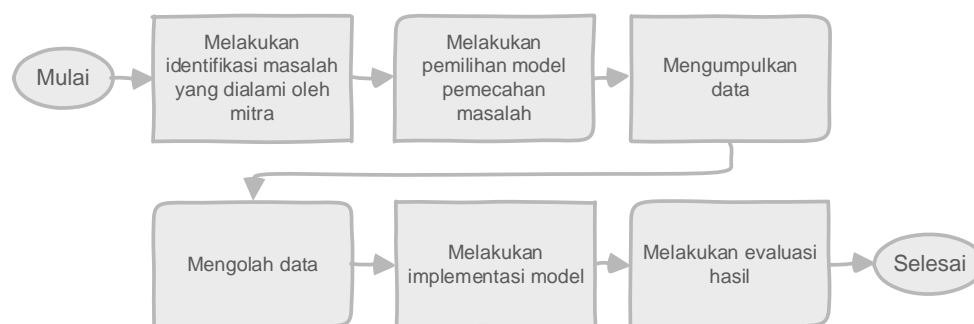 Mulai
Melakukan
identifikasi masalah
yang dialami oleh
mitra
Melakukan
pemilihan model
pemecahan
masalah
Mengumpulkan
data
Mengolah data
Melakukan
implementasi model
Melakukan evaluasi
hasil
Selesai